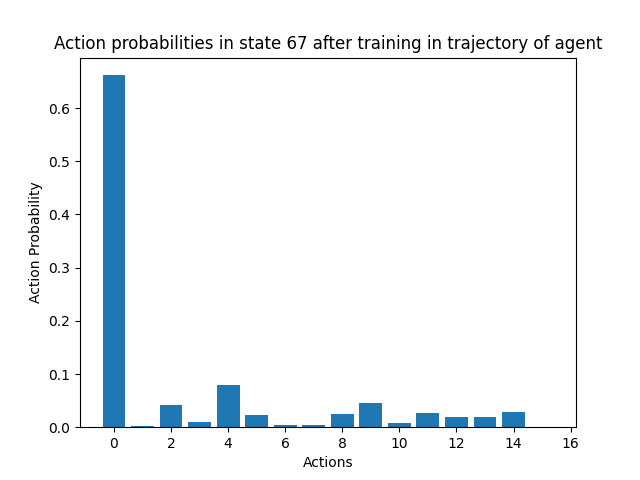 Action probabilities in state 67 after training in trajectory of agent
0.6
0.5
0.4
0.3
0.2
0.1
0.0
Action Probability
0 2 4 6 8 10 12 14 16
Actions